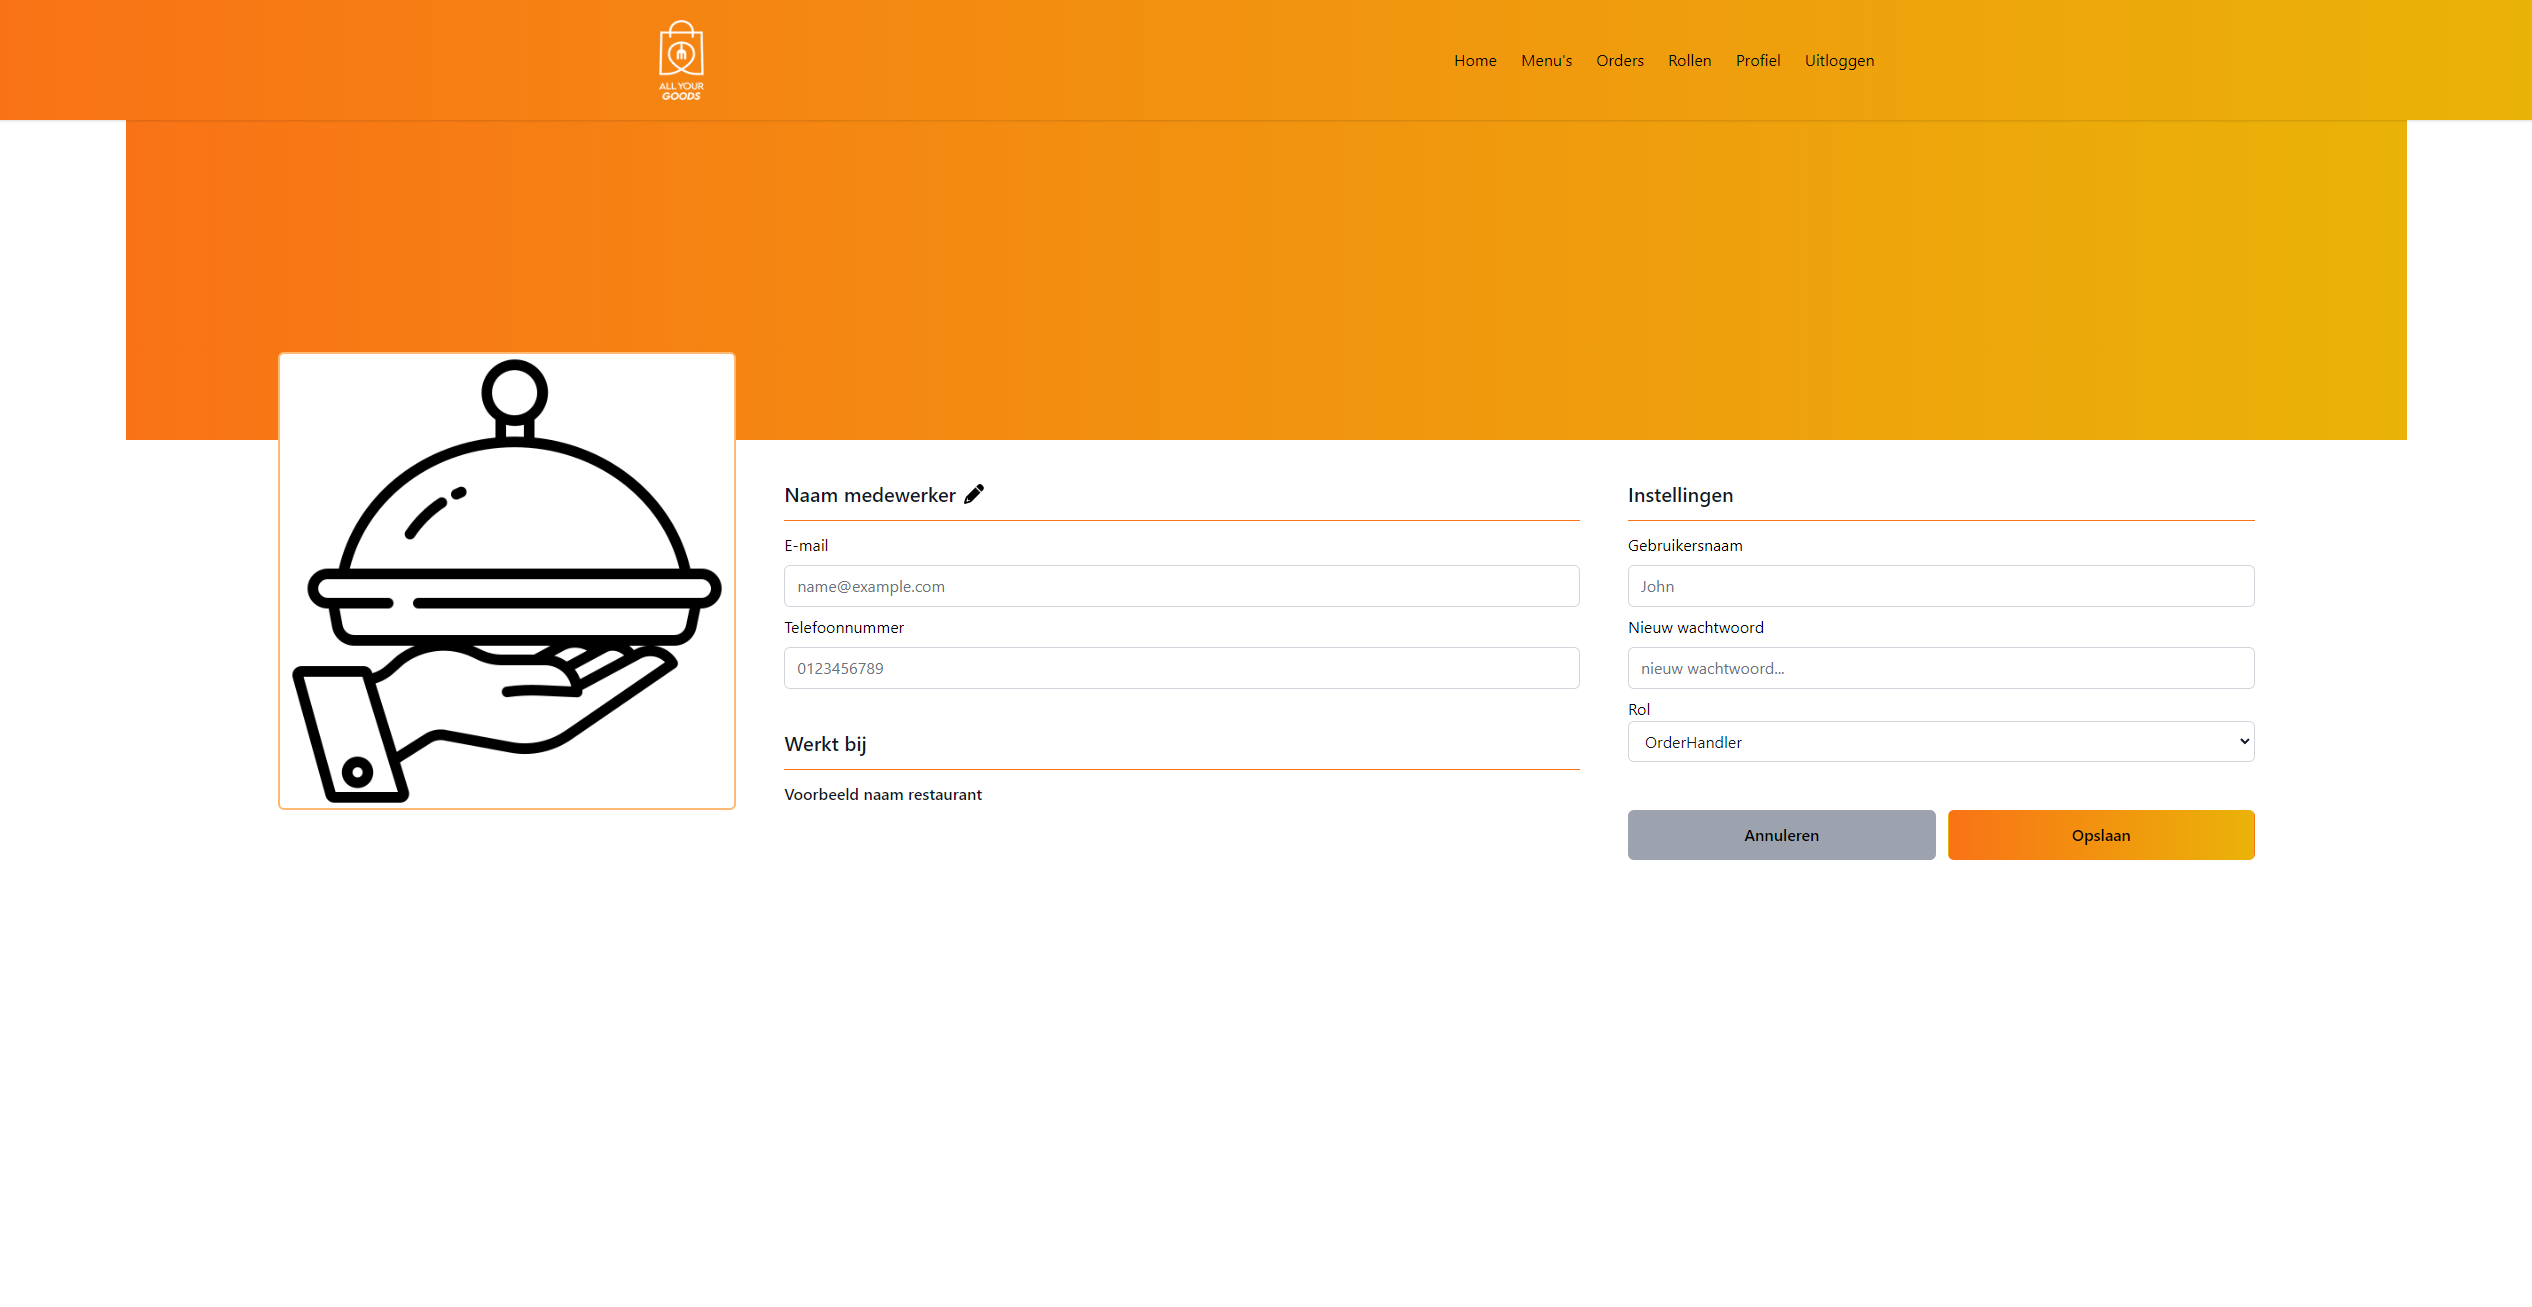 ALL YOUR
GOODS
Home Menu's Orders Rollen Profiel Uitloggen
Naam medewerker
E-mail
name@example.com
Telefoonnummer
0123456789
Werkt bij
Voorbeeld naam restaurant
Instellingen
Gebruikersnaam
John
Nieuw wachtwoord
nieuw wachtwoord...
Rol
OrderHandler
Annuleren Opslaan